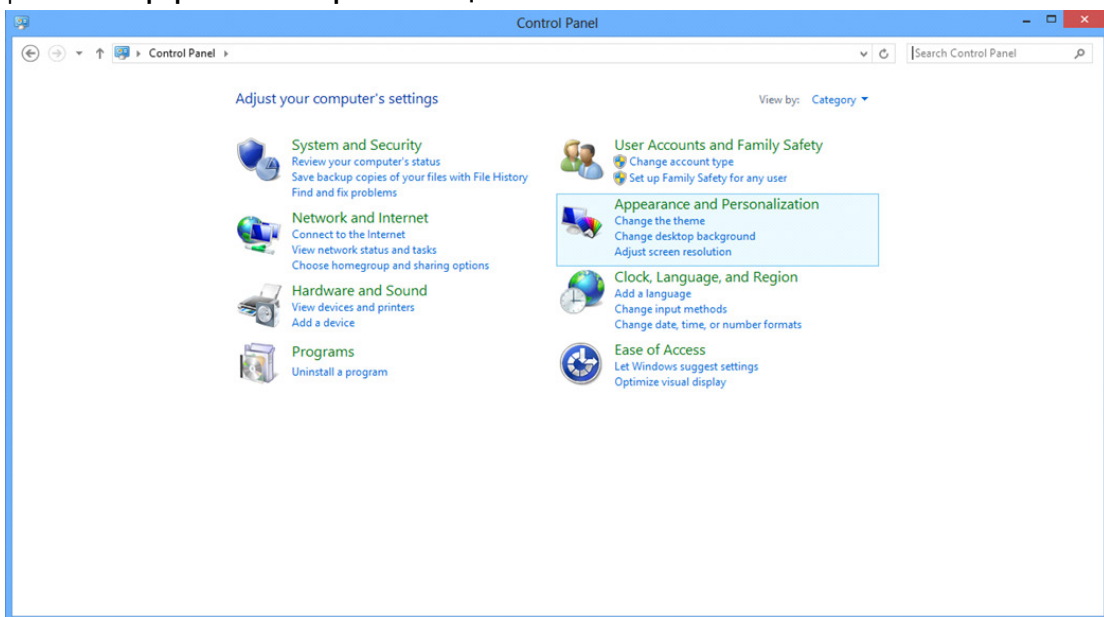 Control Panel
Control Panel
Search Control Panel
Adjust your computer's settings
View by: Category
System and Security
Review your computer's status
Save backup copies of your files with File History
Find and fix problems
Network and Internet
Connect to the Internet
View network status and tasks
Choose homegroup and sharing options
Hardware and Sound
View devices and printers
Add a device
Programs
Uninstall a program
User Accounts and Family Safety
Change account type
Set up Family Safety for any user
Appearance and Personalization
Change the theme
Change desktop background
Adjust screen resolution
Clock, Language, and Region
Add a language
Change input methods
Change date, time, or number formats
Ease of Access
Let Windows suggest settings
Optimize visual display